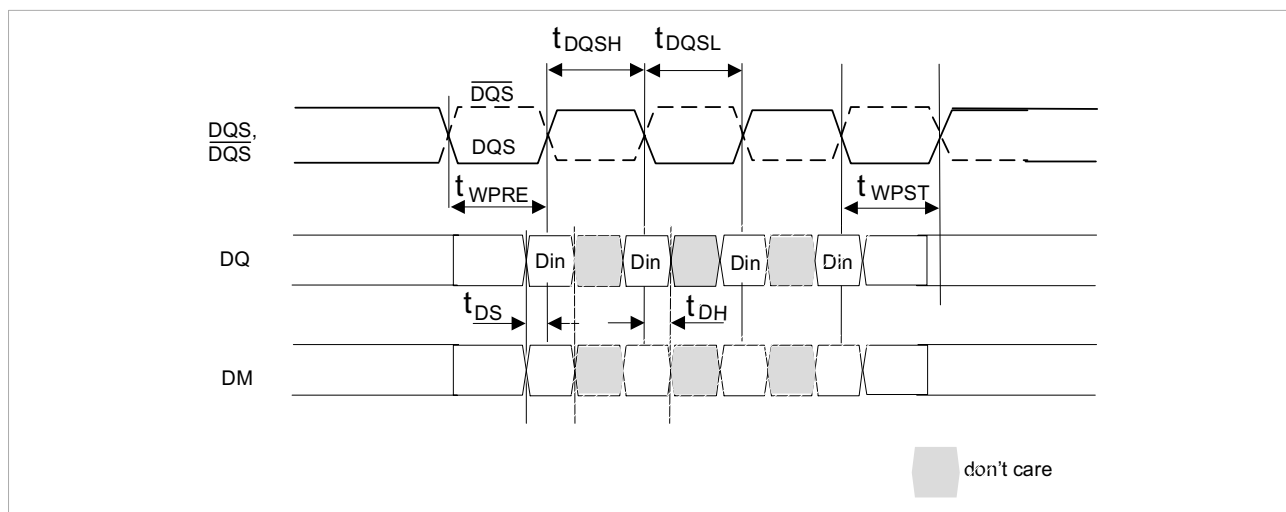 tDQSH tDQSL
DQS
DQS,
DQS
DQS
tWPRE
tWPST
DQ
Din Din Din Din
tDS
tDH
DM
don't care